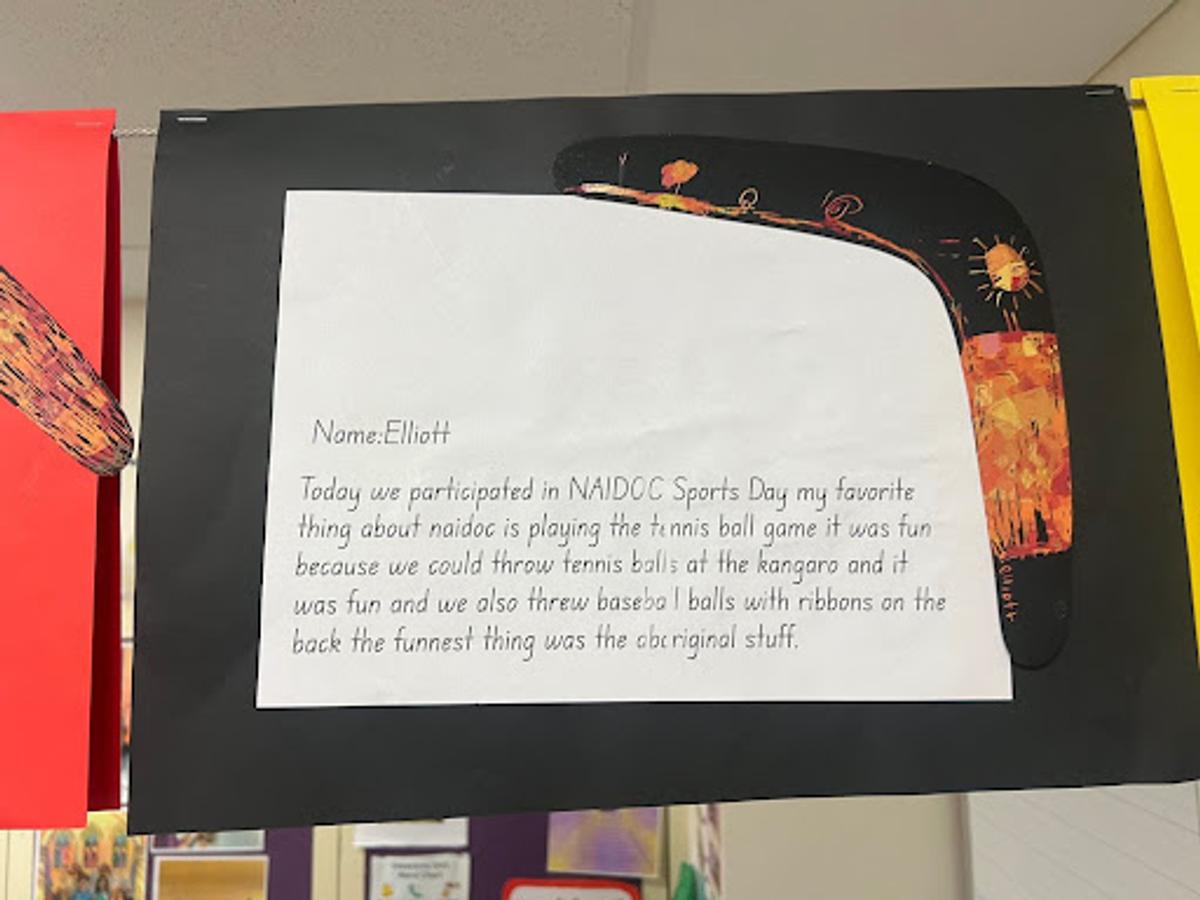 Name:Elliott
Today we participated in NAIDOC Sports Day my favorite
thing about naidoc is playing the tennis ball game it was fun
because we could throw tennis balls at the kangaro and it
was fun and we also threw baseball balls with ribbons on the
back the funnest thing was the aboriginal stuff.
elliott